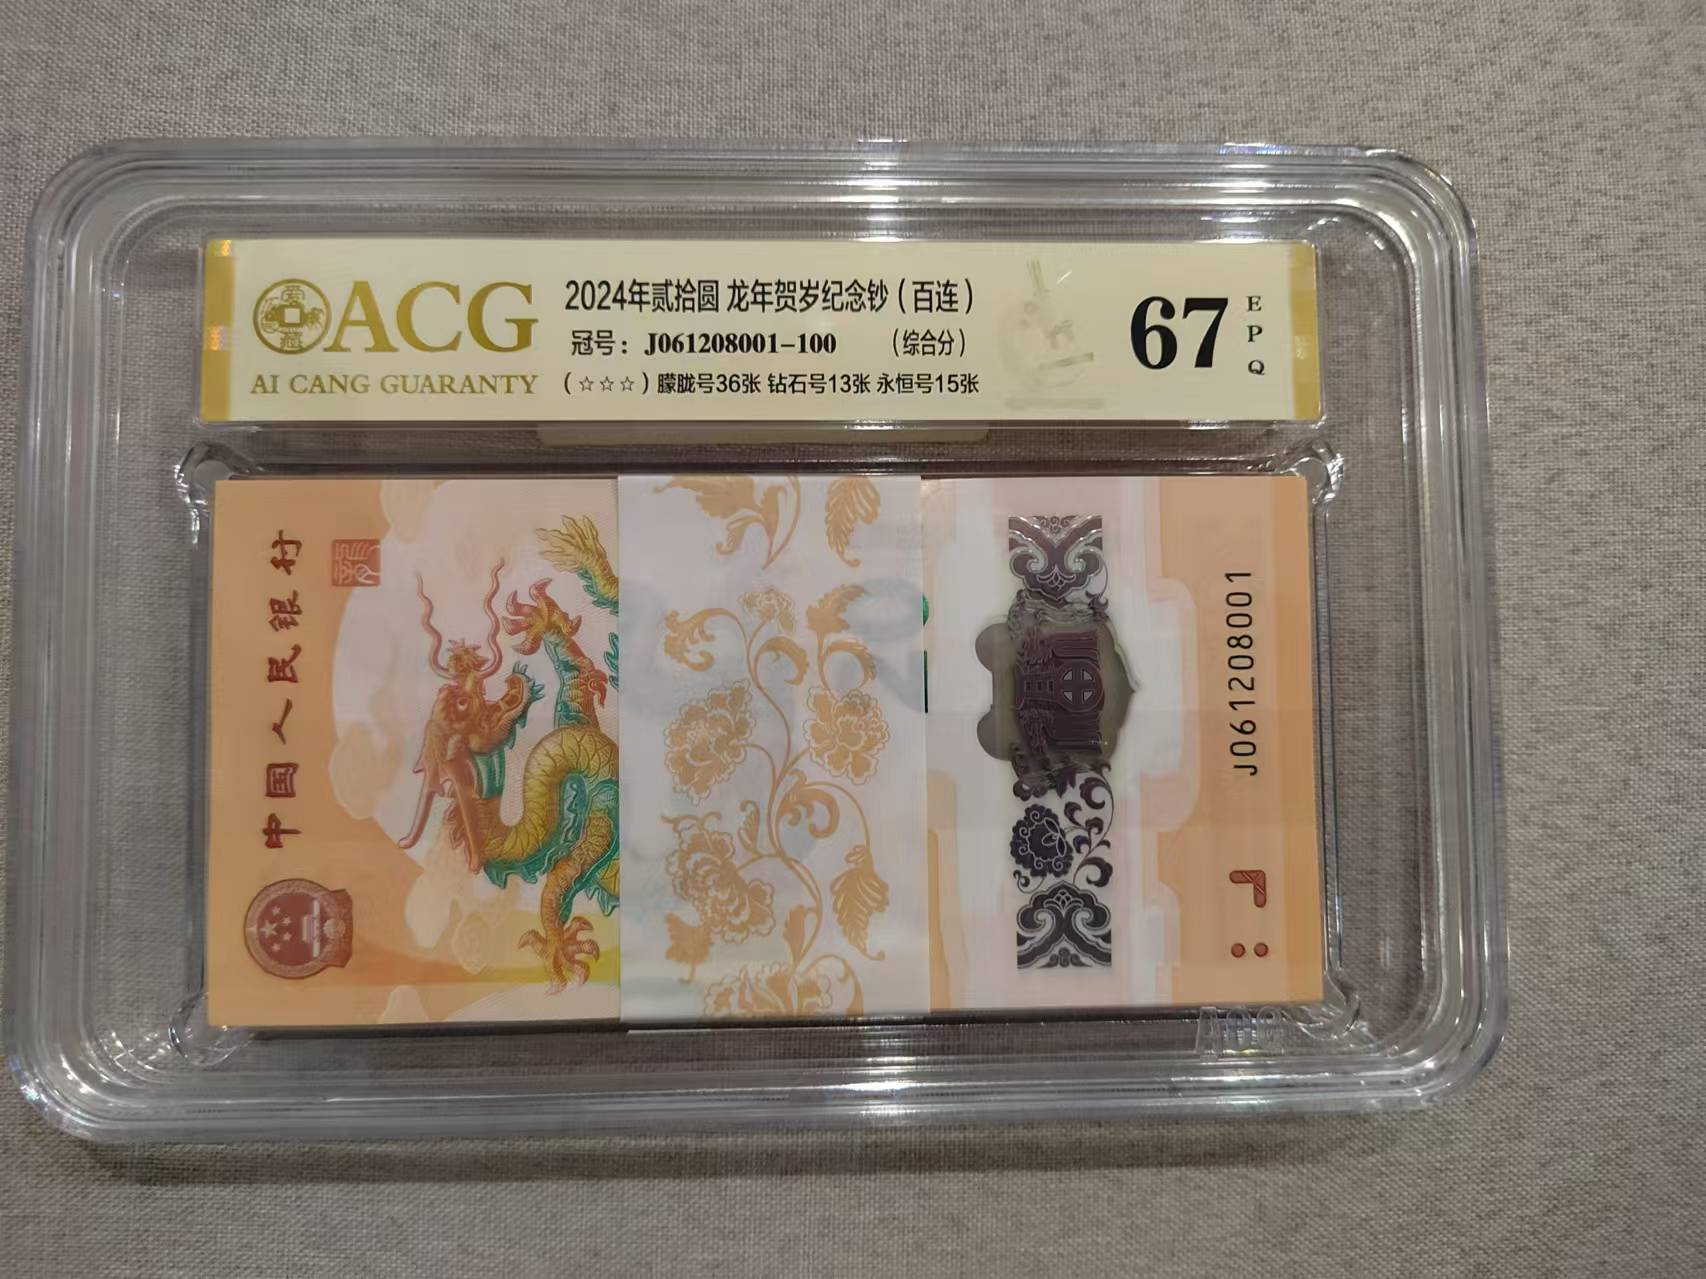 ACG
AI CANG GUARANTY
2024年贰拾圆 龙年贺岁纪念钞(百连)
冠号: J061208001-100 (综合分)
(☆☆☆)朦胧号36张 钻石号13张 永恒号15张
67
E
P
Q
中国人民银行
J061208001
20
ACG